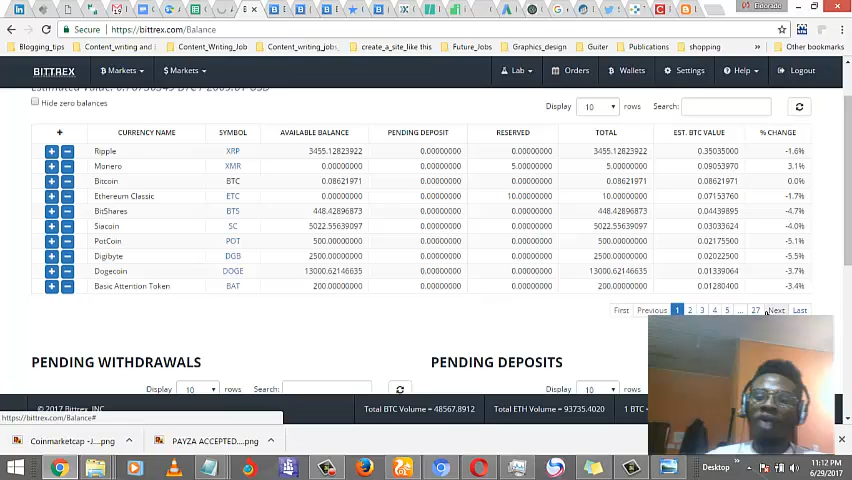 Eldorado
Secure https://bittrex.com/Balance
Blogging_tips Content_writing and Content_Writing_Job Content_writing_jobs create_a_site_like this Future_Jobs Graphics_design Guiter Publications shopping Other bookmarks
BITTREX B Markets $ Markets Lab Orders Wallets Settings Help Logout
Hide zero balances Display 10 rows Search:
+ CURRENCY NAME SYMBOL AVAILABLE BALANCE PENDING DEPOSIT RESERVED TOTAL EST. BTC VALUE % CHANGE
Ripple XRP 3455.12823922 0.00000000 0.00000000 3455.12823922 0.35035000 -1.6%
Monero XMR 0.00000000 0.00000000 5.00000000 5.00000000 0.09053970 3.1%
Bitcoin BTC 0.08621971 0.00000000 0.00000000 0.08621971 0.08621971 0.0%
Ethereum Classic ETC 0.00000000 0.00000000 10.00000000 10.00000000 0.07153760 -1.7%
BitShares BTS 448.42896873 0.00000000 0.00000000 448.42896873 0.04439895 -4.7%
Siacoin SC 5022.55639097 0.00000000 0.00000000 5022.55639097 0.03033624 -4.0%
PotCoin POT 500.00000000 0.00000000 0.00000000 500.00000000 0.02175500 -5.1%
Digibyte DGB 2500.00000000 0.00000000 0.00000000 2500.00000000 0.02022500 -5.5%
Dogecoin DOGE 13000.62146635 0.00000000 0.00000000 13000.62146635 0.01339064 -3.7%
Basic Attention Token BAT 200.00000000 0.00000000 0.00000000 200.00000000 0.01280400 -3.4%
First Previous 1 2 3 4 5 ... 27 Next Last
PENDING WITHDRAWALS PENDING DEPOSITS
Display 10 rows Search: Display 10 rows
© 2017 Bittrex, INC Total BTC Volume = 48567.8912 Total ETH Volume = 93735.4020 1 BTC
https://bittrex.com/Balance#
Coinmarketcap -J....png PAYZA ACCEPTED....png
Desktop 11:12 PM
6/29/2017